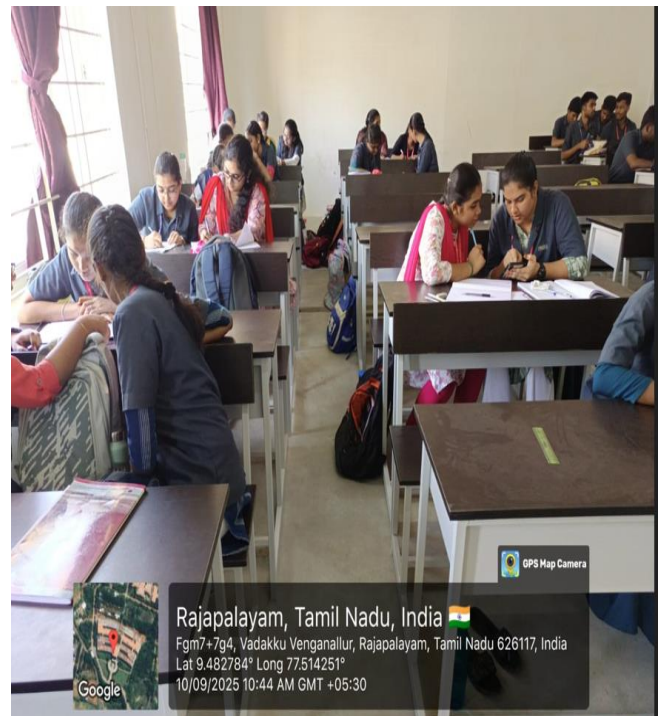 GPS Map Camera
Rajapalayam, Tamil Nadu, India
Fgm7+7g4, Vadakku Venganallur, Rajapalayam, Tamil Nadu 626117, India
Lat 9.482784° Long 77.514251°
10/09/2025 10:44 AM GMT +05:30
Google